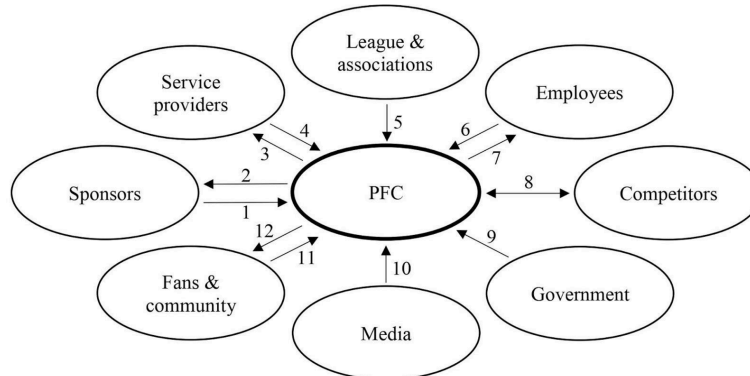 League &
associations
Service
providers
Employees
4
5
6
3
7
2
Sponsors
PFC
8
Competitors
1
12
11
9
10
Fans &
community
Government
Media